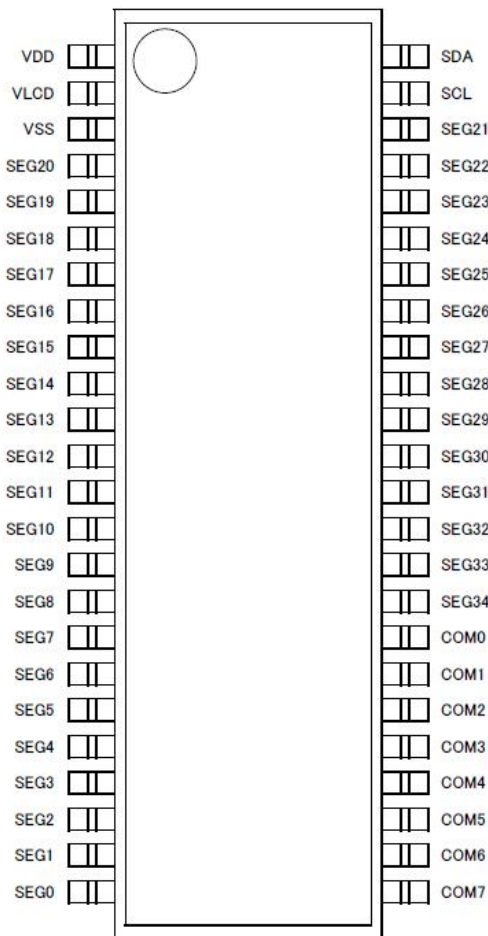 VDD SDA
VLCD SCL
VSS SEG21
SEG20 SEG22
SEG19 SEG23
SEG18 SEG24
SEG17 SEG25
SEG16 SEG26
SEG15 SEG27
SEG14 SEG28
SEG13 SEG29
SEG12 SEG30
SEG11 SEG31
SEG10 SEG32
SEG9 SEG33
SEG8 SEG34
SEG7 COM0
SEG6 COM1
SEG5 COM2
SEG4 COM3
SEG3 COM4
SEG2 COM5
SEG1 COM6
SEG0 COM7